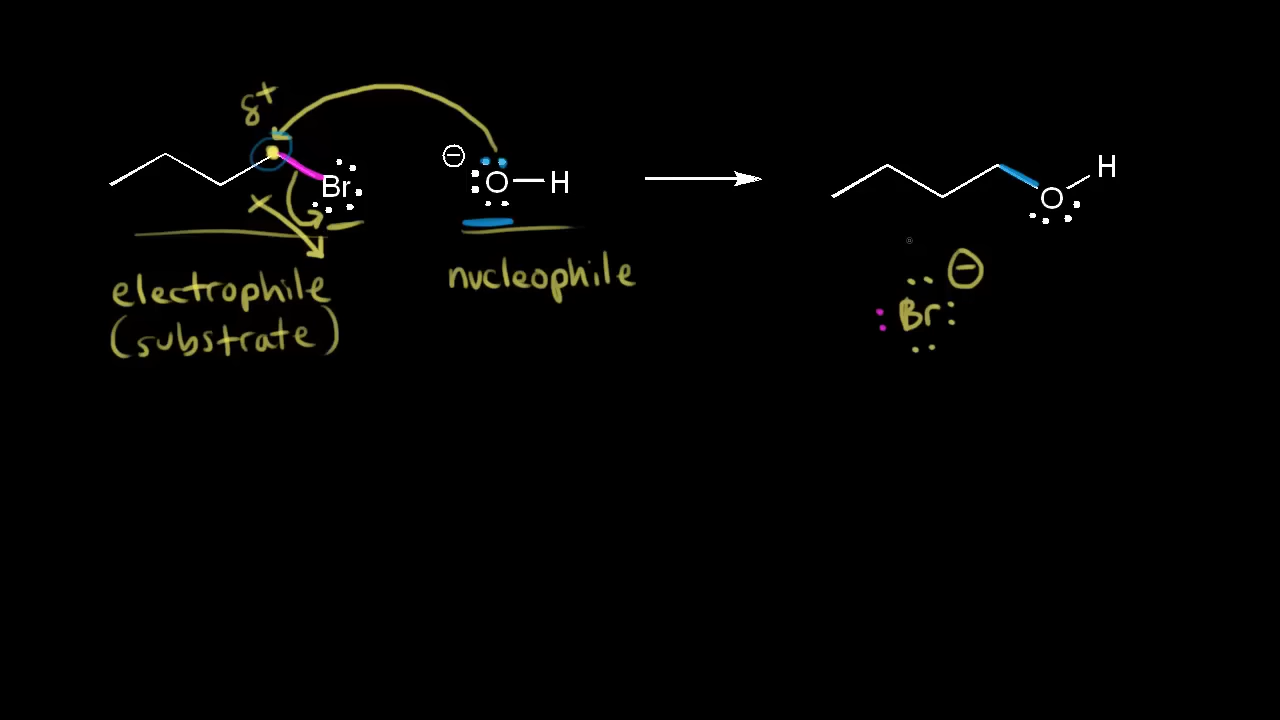 δ+
Br
⊖
O—H
H
O
electrophile
(substrate)
nucleophile
⊖
:Br: